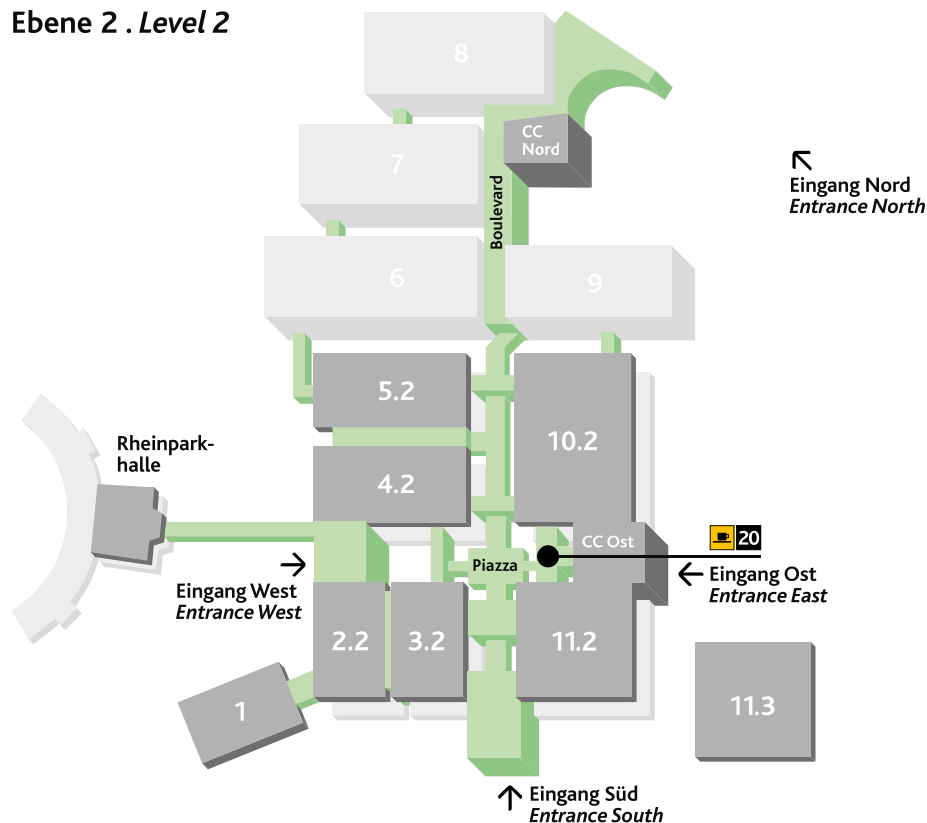 Ebene 2 . Level 2
8
CC
Nord
7
Eingang Nord
Entrance North
Boulevard
6
9
5.2
10.2
Rheinpark-
halle
4.2
CC Ost
20
Piazza
Eingang West
Entrance West
Eingang Ost
Entrance East
2.2
3.2
11.2
1
11.3
Eingang Süd
Entrance South